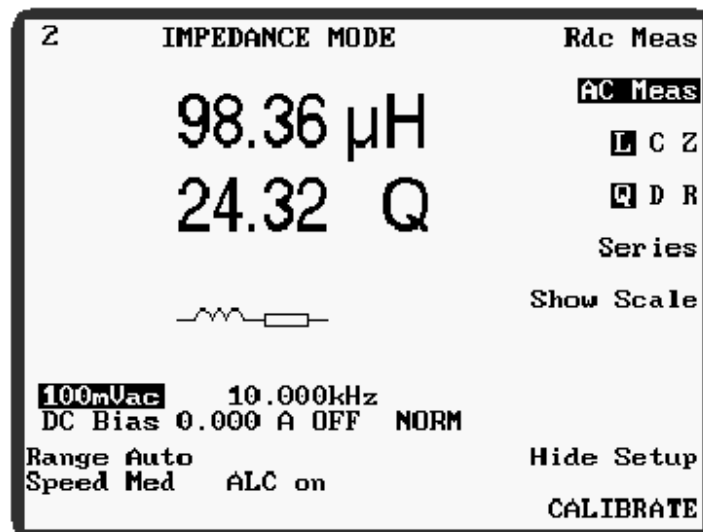 2 IMPEDANCE MODE Rdc Meas
AC Meas
98.36 µH
L C Z
24.32 Q
Q D R
Series
Show Scale
100mVac 10.000kHz
DC Bias 0.000 A OFF NORM
Range Auto Hide Setup
Speed Med ALC on
CALIBRATE